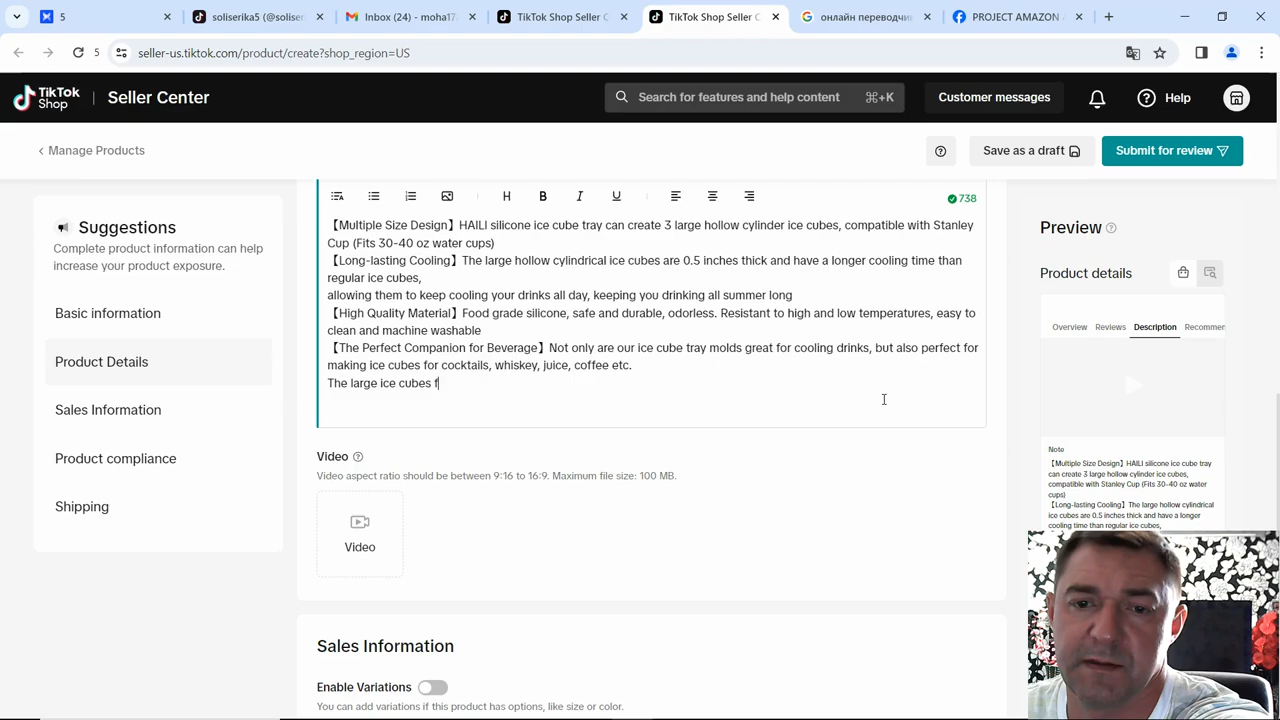 5
soliserika5 (@soliser
Inbox (24) - moha17
TikTok Shop Seller C
TikTok Shop Seller C
онлайн переводчи
PROJECT AMAZON
5
seller-us.tiktok.com/product/create?shop_region=US
TikTok
Shop
Seller Center
Search for features and help content
⌘+K
Customer messages
Help
Manage Products
Save as a draft
Submit for review
Suggestions
Complete product information can help
increase your product exposure.
Basic information
Product Details
Sales Information
Product compliance
Shipping
H B I U
738
【Multiple Size Design】HAILI silicone ice cube tray can create 3 large hollow cylinder ice cubes, compatible with Stanley
Cup (Fits 30-40 oz water cups)
【Long-lasting Cooling】The large hollow cylindrical ice cubes are 0.5 inches thick and have a longer cooling time than
regular ice cubes,
allowing them to keep cooling your drinks all day, keeping you drinking all summer long
【High Quality Material】Food grade silicone, safe and durable, odorless. Resistant to high and low temperatures, easy to
clean and machine washable
【The Perfect Companion for Beverage】Not only are our ice cube tray molds great for cooling drinks, but also perfect for
making ice cubes for cocktails, whiskey, juice, coffee etc.
The large ice cubes f
Video
Video aspect ratio should be between 9:16 to 16:9. Maximum file size: 100 MB.
Video
Sales Information
Enable Variations
You can add variations if this product has options, like size or color.
Preview
Product details
Overview Reviews Description Recommen
Note
【Multiple Size Design】HAILI silicone ice cube tray
can create 3 large hollow cylinder ice cubes,
compatible with Stanley Cup (Fits 30-40 oz water
cups)
【Long-lasting Cooling】The large hollow cylindrical
ice cubes are 0.5 inches thick and have a longer
cooling time than regular ice cubes,